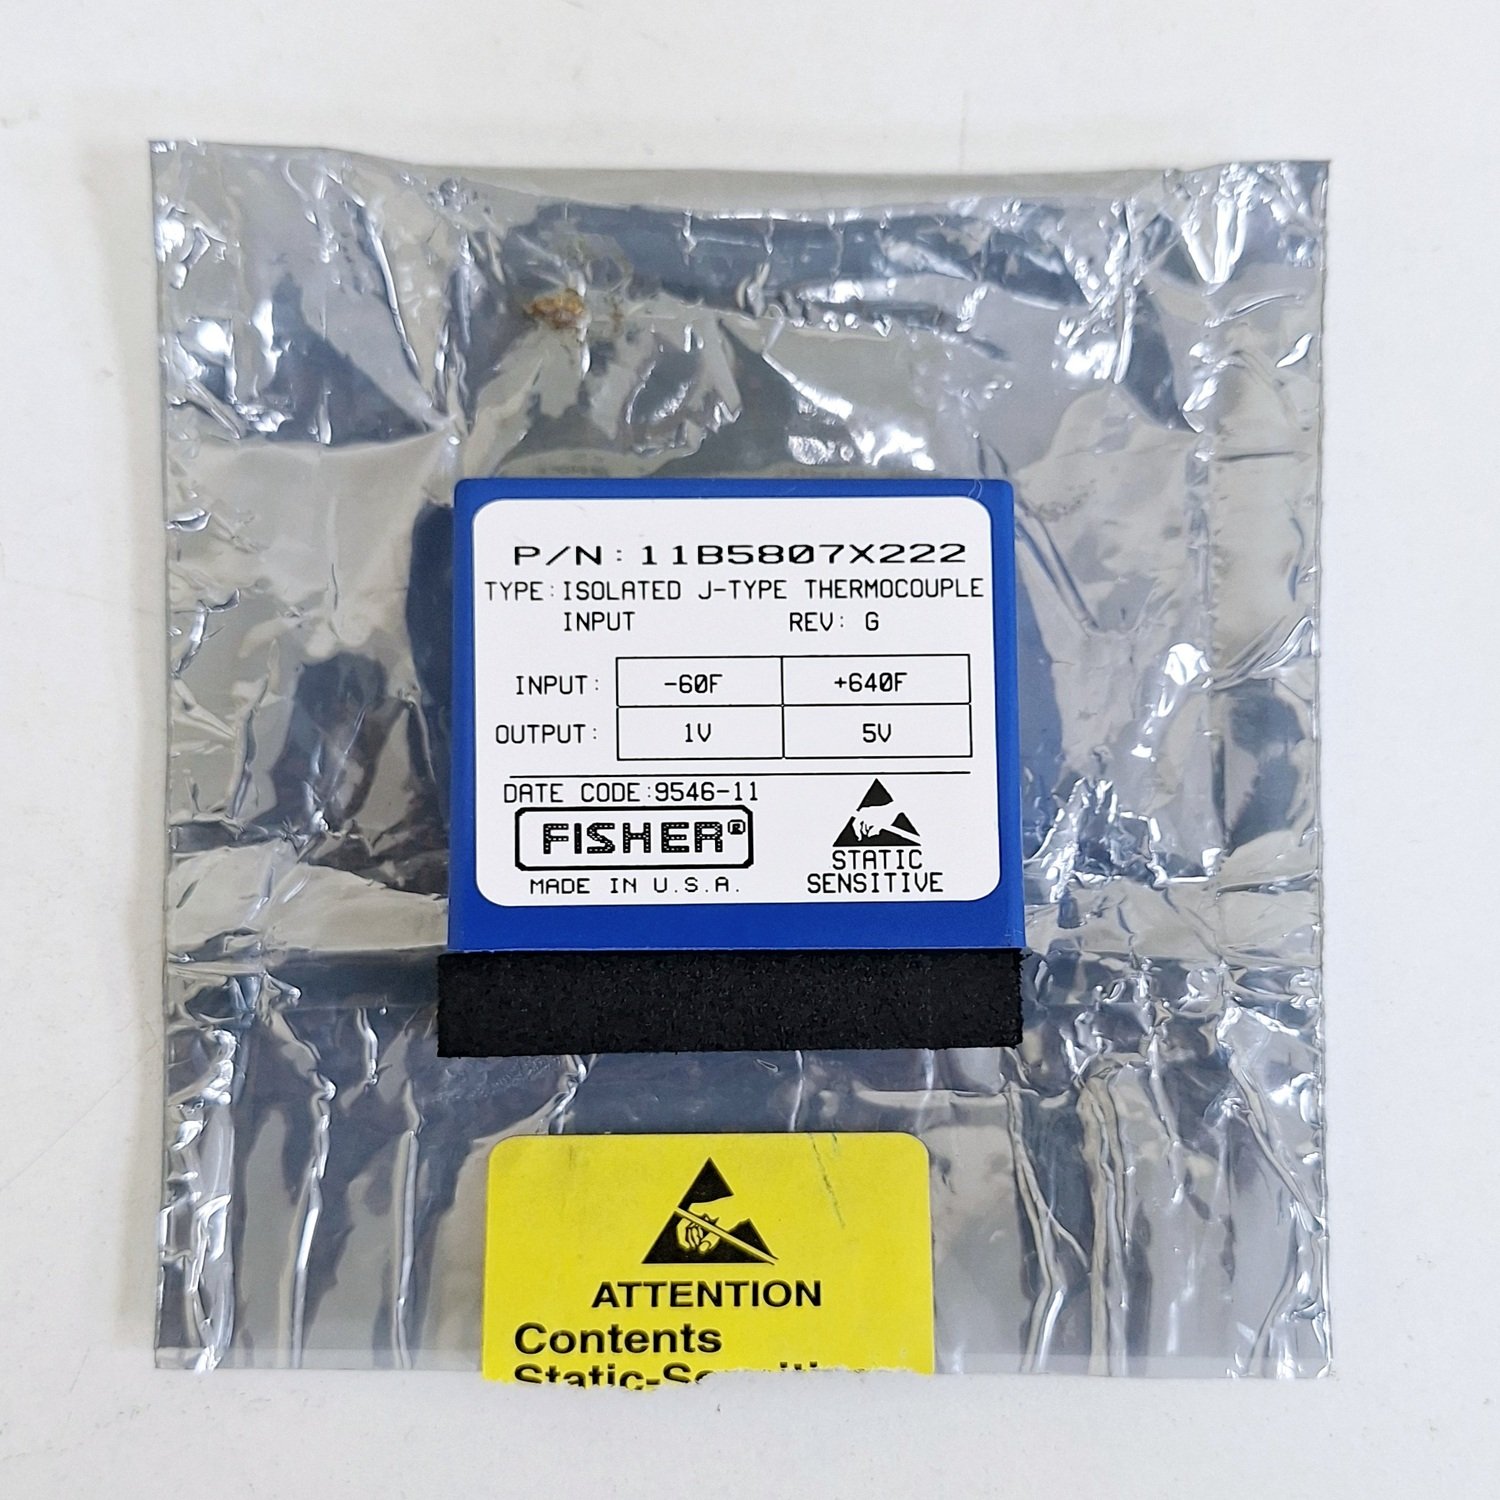 P/N: 11B5807X222
TYPE: ISOLATED J-TYPE THERMOCOUPLE
INPUT REV: G
INPUT: -60F +640F
OUTPUT: 1V 5V
DATE CODE: 9546-11
FISHER®
MADE IN U.S.A.
STATIC
SENSITIVE
ATTENTION
Contents